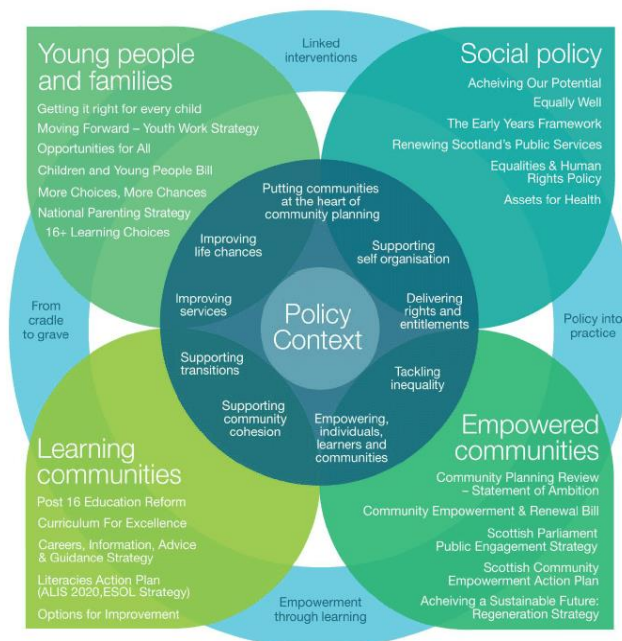 Young people
and families
Getting it right for every child
Moving Forward – Youth Work Strategy
Opportunities for All
Children and Young People Bill
More Choices, More Chances
National Parenting Strategy
16+ Learning Choices
Linked
interventions
Social policy
Acheiving Our Potential
Equally Well
The Early Years Framework
Renewing Scotland's Public Services
Equalities & Human
Rights Policy
Assets for Health
Putting communities
at the heart of
community planning
Improving
life chances
Supporting
self organisation
Improving
services
Delivering
rights and
entitlements
Policy
Context
From
cradle
to grave
Policy into
practice
Supporting
transitions
Tackling
inequality
Supporting
community
cohesion
Empowering,
individuals,
learners and
communities
Learning
communities
Post 16 Education Reform
Curriculum For Excellence
Careers, Information, Advice
& Guidance Strategy
Literacies Action Plan
(ALIS 2020,ESOL Strategy)
Options for Improvement
Empowered
communities
Community Planning Review
– Statement of Ambition
Community Empowerment & Renewal Bill
Scottish Parliament
Public Engagement Strategy
Scottish Community
Empowerment Action Plan
Acheiving a Sustainable Future:
Regeneration Strategy
Empowerment
through learning